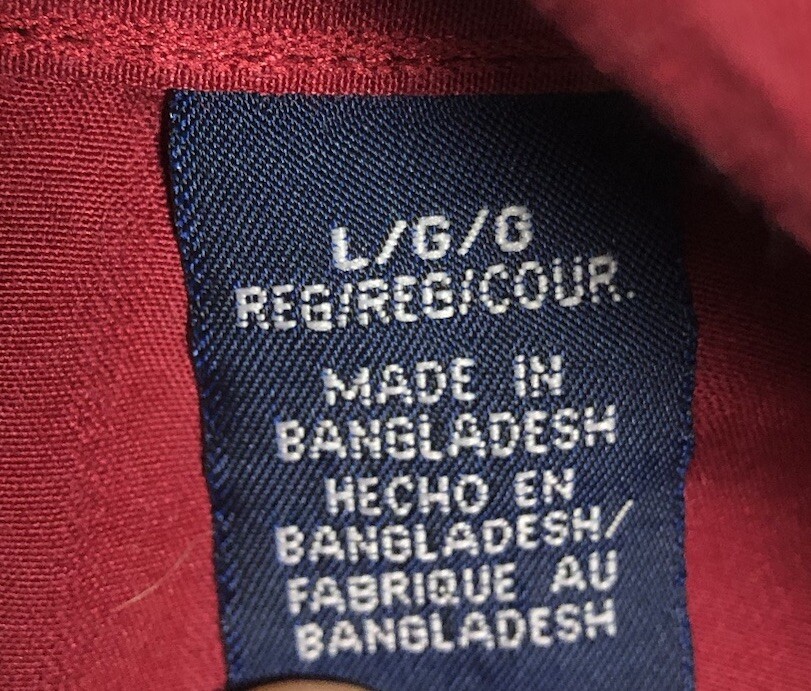 L/G/G
REG/REG/COUR.
MADE IN
BANGLADESH
HECHO EN
BANGLADESH/
FABRIQUE AU
BANGLADESH